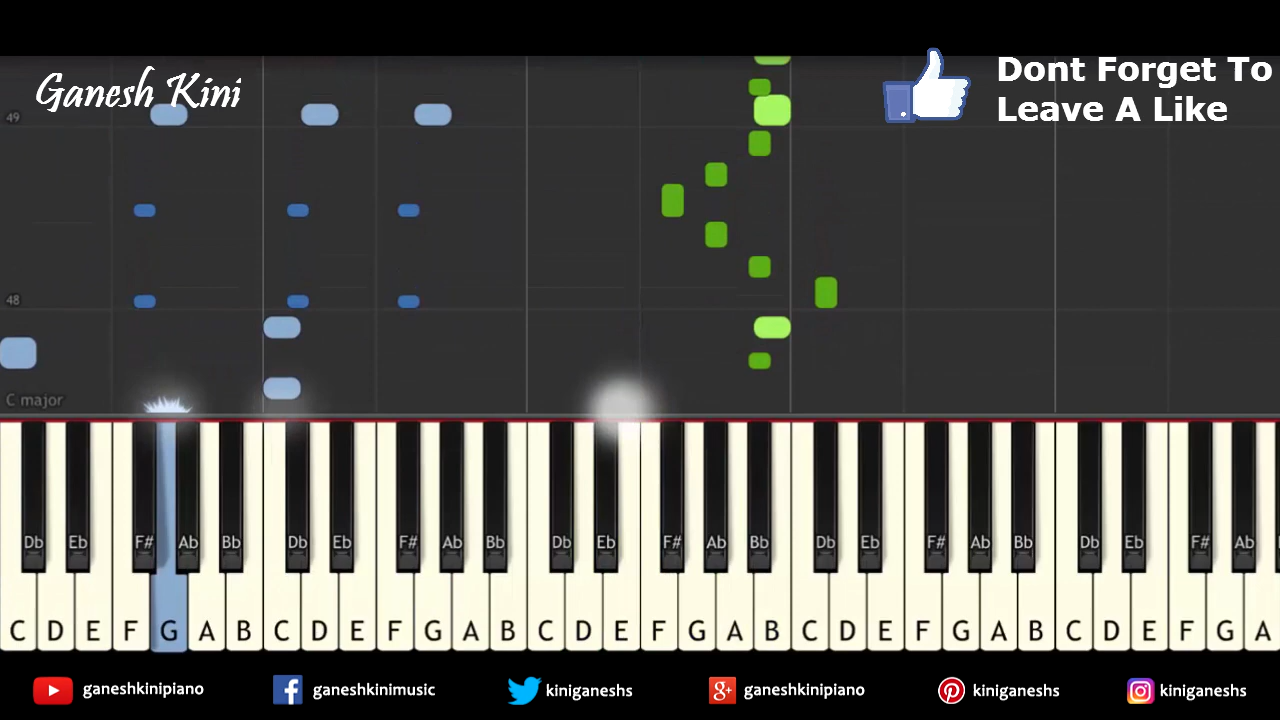 Ganesh Kini
Dont Forget To
Leave A Like
49
48
C major
Db Eb F# Ab Bb Db Eb F# Ab Bb Db Eb F# Ab Bb Db Eb F# Ab Bb Db Eb F# Ab
C D E F G A B C D E F G A B C D E F G A B C D E F G A B C D E F G A
ganeshkinipiano ganeshkinimusic kiniganeshs g+ ganeshkinipiano kiniganeshs kiniganeshs